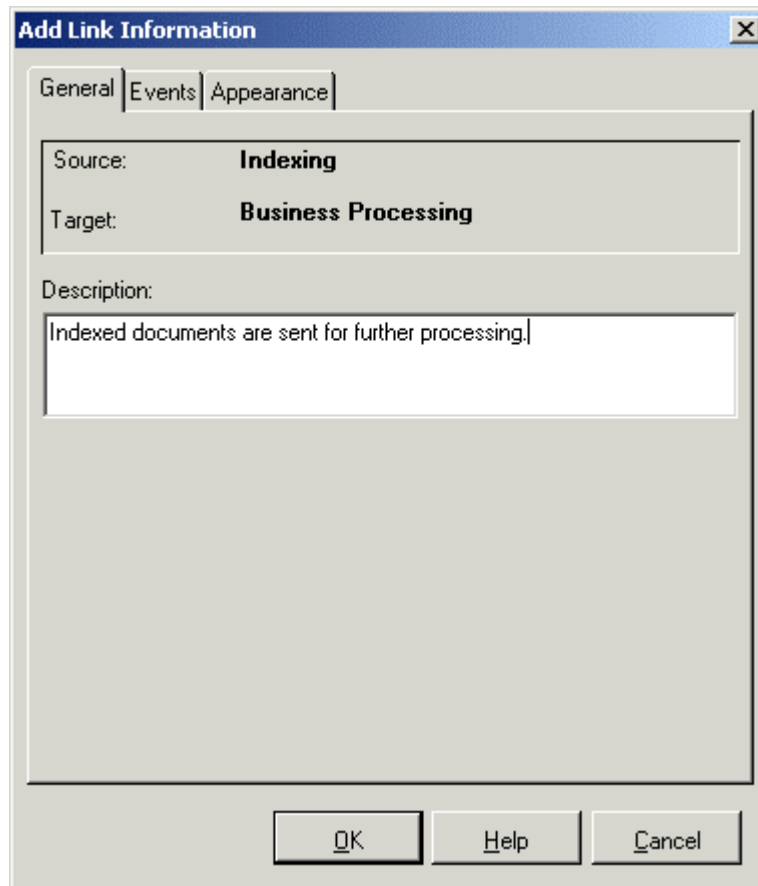 Add Link Information
General Events Appearance
Source: Indexing
Target: Business Processing
Description:
Indexed documents are sent for further processing.
OK Help Cancel